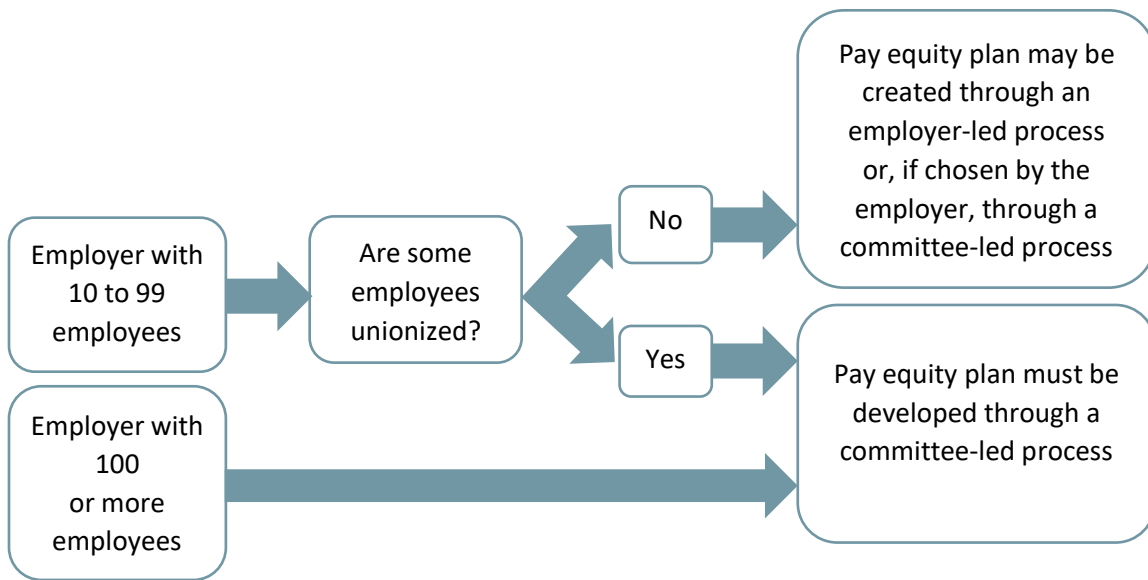 Employer with
10 to 99
employees
Are some
employees
unionized?
No
Pay equity plan may be
created through an
employer-led process
or, if chosen by the
employer, through a
committee-led process
Yes
Pay equity plan must be
developed through a
committee-led process
Employer with
100
or more
employees